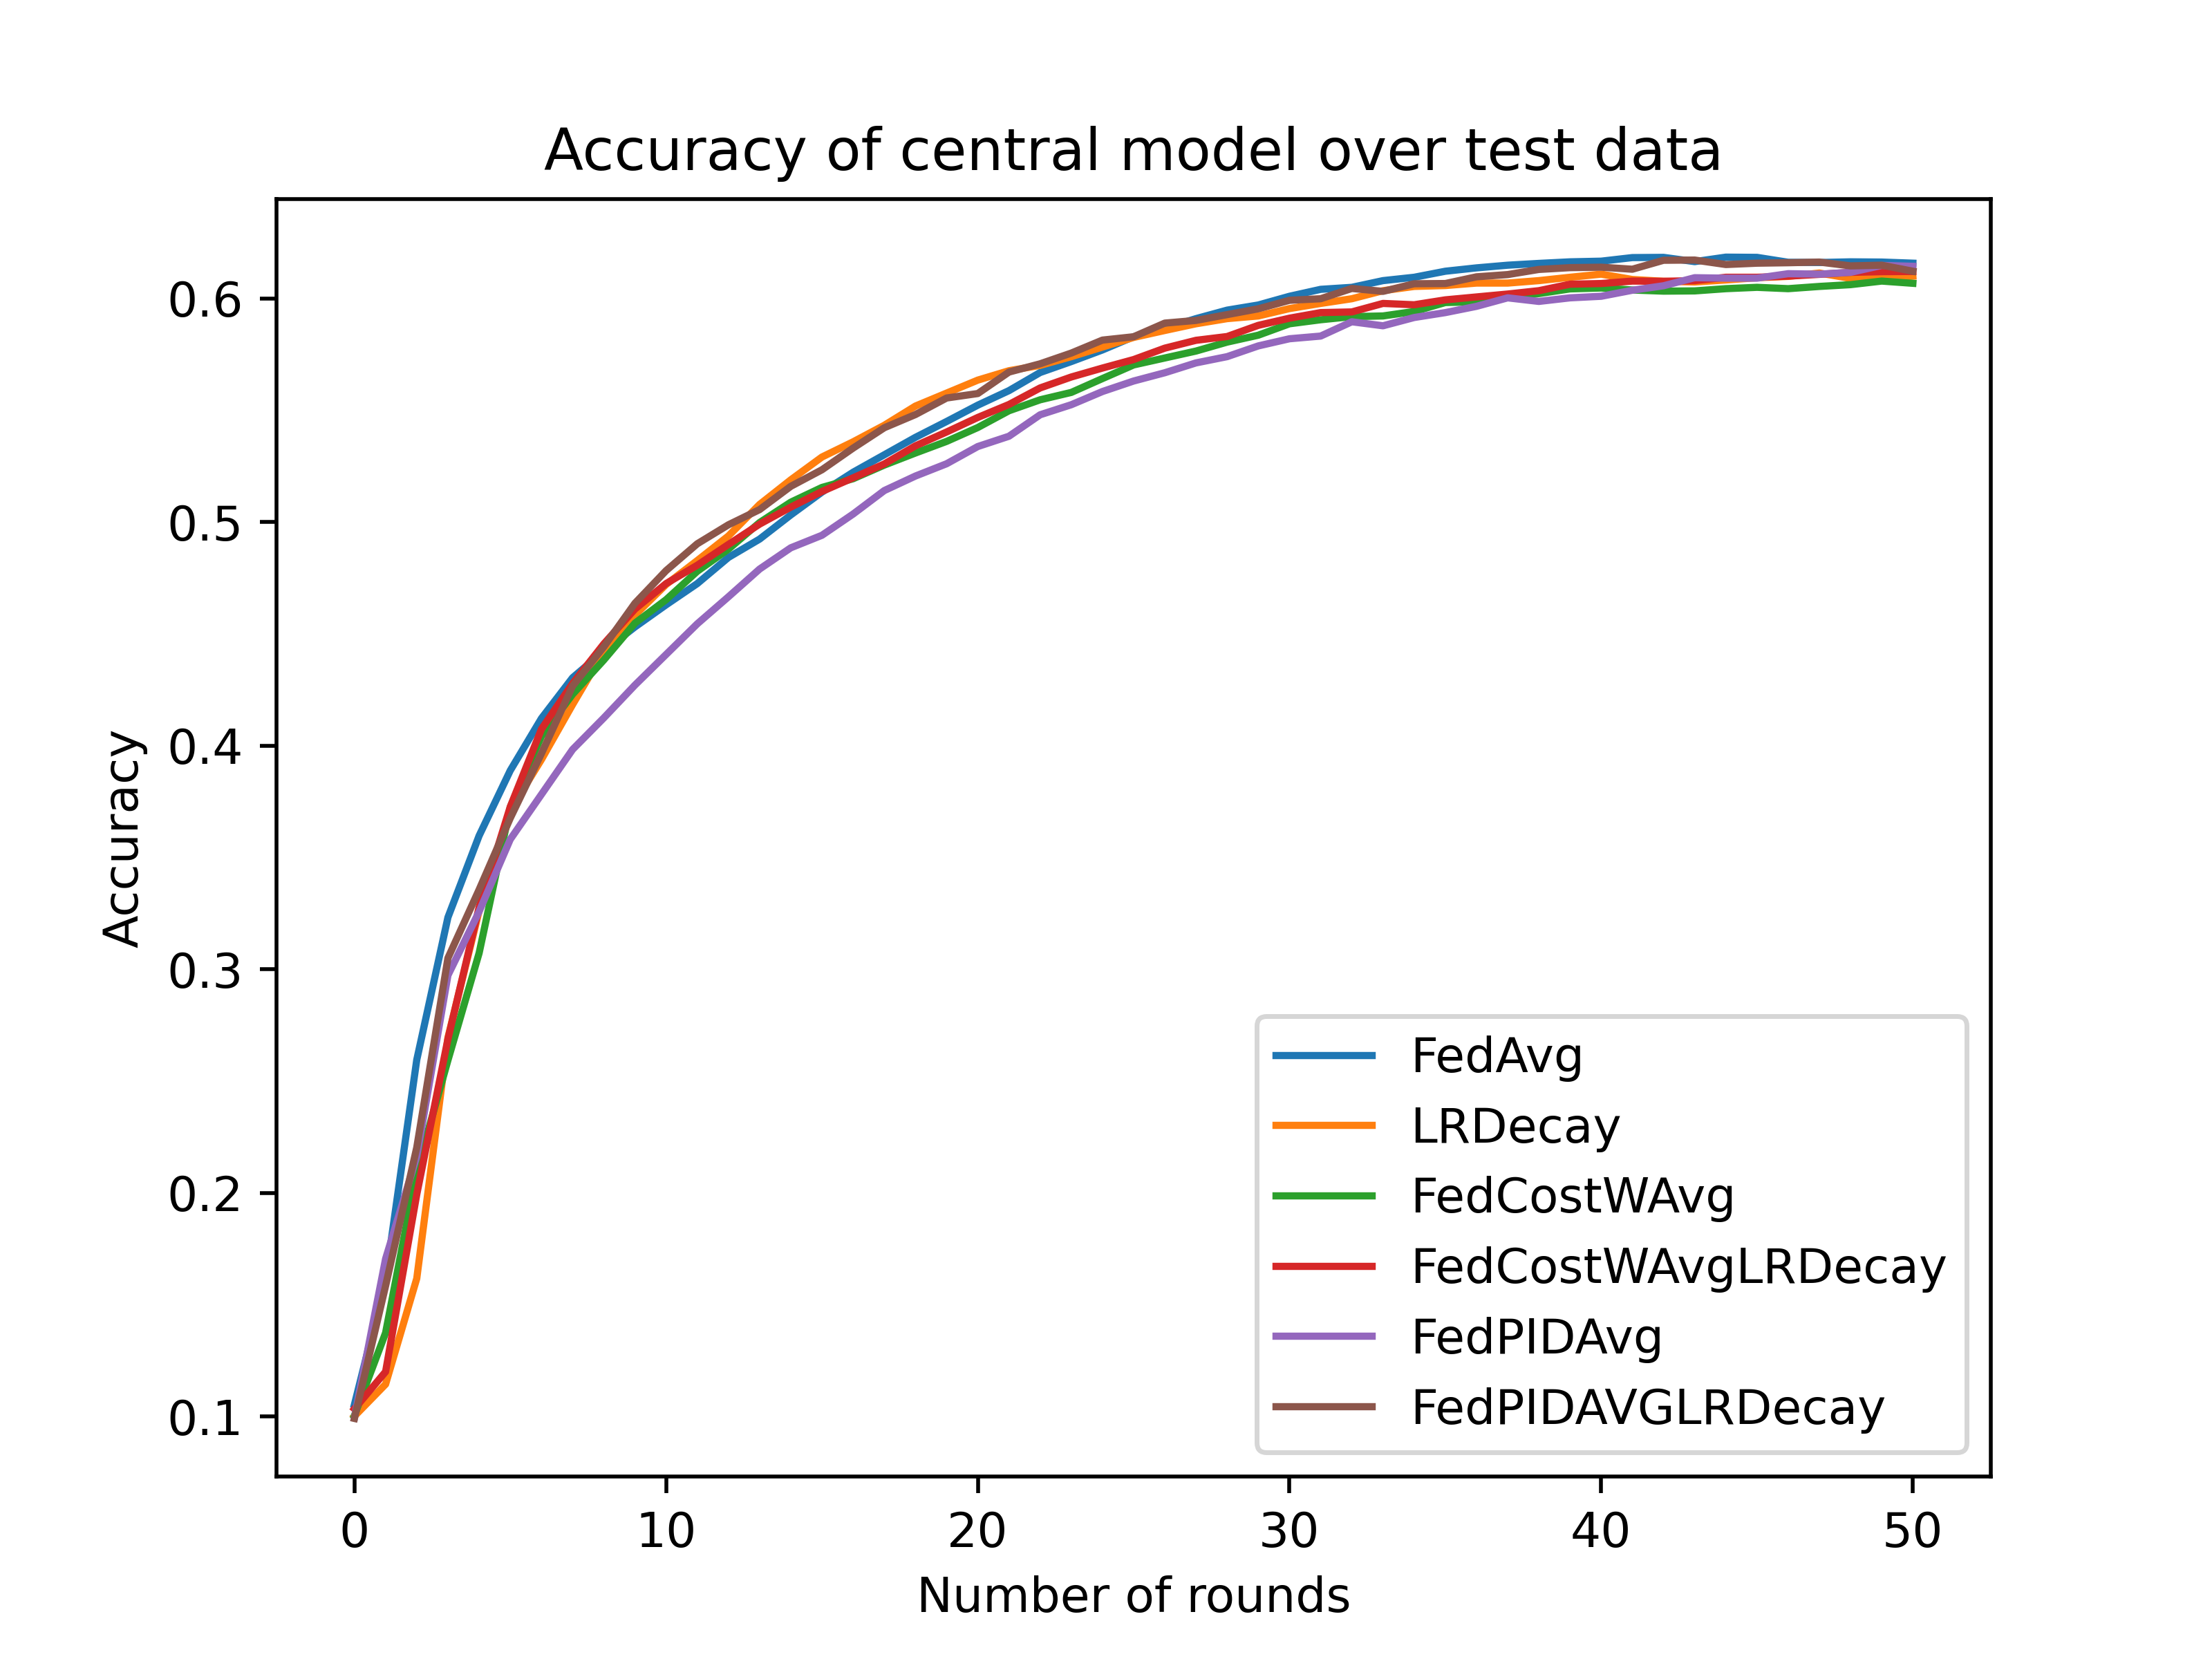 Accuracy of central model over test data
Accuracy
0.6
0.5
0.4
0.3
0.2
0.1
0 10 20 30 40 50
Number of rounds
FedAvg
LRDecay
FedCostWAvg
FedCostWAvgLRDecay
FedPIDAvg
FedPIDAVGLRDecay